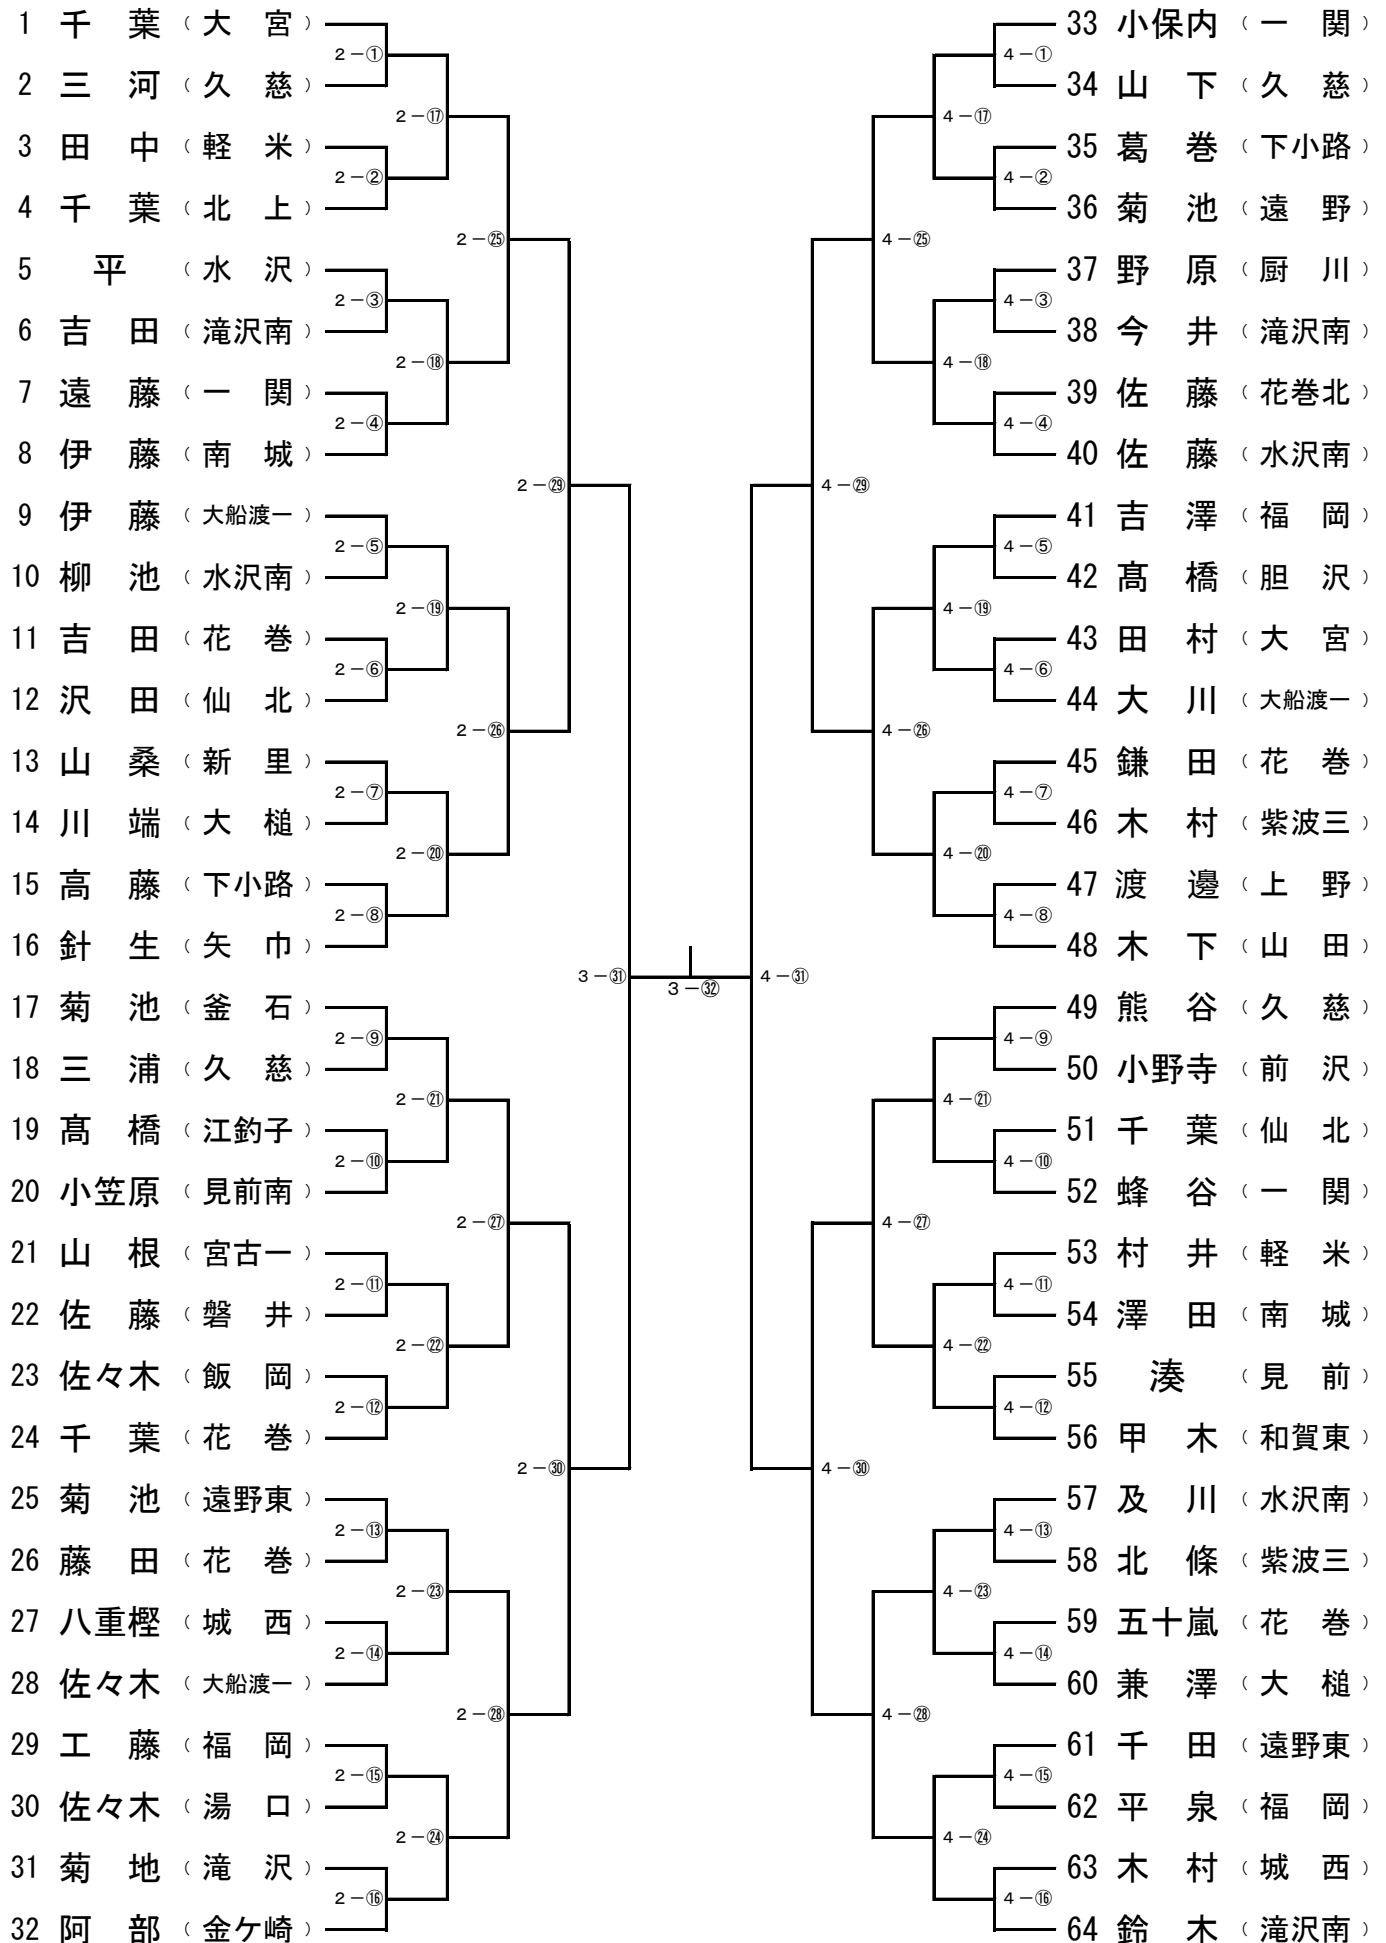 1 千 葉 （ 大 宮 ）
2－①
2 三 河 （ 久 慈 ）
2－⑰
3 田 中 （ 軽 米 ）
2－②
4 千 葉 （ 北 上 ）
2－㉕
5 平 （ 水 沢 ）
2－③
6 吉 田 （ 滝沢南 ）
2－⑱
7 遠 藤 （ 一 関 ）
2－④
8 伊 藤 （ 南 城 ）
2－㉙
9 伊 藤 （ 大船渡一 ）
2－⑤
10 柳 池 （ 水沢南 ）
2－⑲
11 吉 田 （ 花 巻 ）
2－⑥
12 沢 田 （ 仙 北 ）
2－㉖
13 山 桑 （ 新 里 ）
2－⑦
14 川 端 （ 大 槌 ）
2－⑳
15 高 藤 （ 下小路 ）
2－⑧
16 針 生 （ 矢 巾 ）
3－㉛
17 菊 池 （ 釜 石 ）
2－⑨
18 三 浦 （ 久 慈 ）
2－㉑
19 髙 橋 （ 江釣子 ）
2－⑩
20 小笠原 （ 見前南 ）
2－㉗
21 山 根 （ 宮古一 ）
2－⑪
22 佐 藤 （ 磐 井 ）
2－㉒
23 佐々木 （ 飯 岡 ）
2－⑫
24 千 葉 （ 花 巻 ）
2－㉚
25 菊 池 （ 遠野東 ）
2－⑬
26 藤 田 （ 花 巻 ）
2－㉓
27 八重樫 （ 城 西 ）
2－⑭
28 佐々木 （ 大船渡一 ）
2－㉘
29 工 藤 （ 福 岡 ）
2－⑮
30 佐々木 （ 湯 口 ）
2－㉔
31 菊 地 （ 滝 沢 ）
2－⑯
32 阿 部 （ 金ケ崎 ）
3－㉜
33 小保内 （ 一 関 ）
4－①
34 山 下 （ 久 慈 ）
4－⑰
35 葛 巻 （ 下小路 ）
4－②
36 菊 池 （ 遠 野 ）
4－㉕
37 野 原 （ 厨 川 ）
4－③
38 今 井 （ 滝沢南 ）
4－⑱
39 佐 藤 （ 花巻北 ）
4－④
40 佐 藤 （ 水沢南 ）
4－㉙
41 吉 澤 （ 福 岡 ）
4－⑤
42 髙 橋 （ 胆 沢 ）
4－⑲
43 田 村 （ 大 宮 ）
4－⑥
44 大 川 （ 大船渡一 ）
4－㉖
45 鎌 田 （ 花 巻 ）
4－⑦
46 木 村 （ 紫波三 ）
4－⑳
47 渡 邊 （ 上 野 ）
4－⑧
48 木 下 （ 山 田 ）
4－㉛
49 熊 谷 （ 久 慈 ）
4－⑨
50 小野寺 （ 前 沢 ）
4－㉑
51 千 葉 （ 仙 北 ）
4－⑩
52 蜂 谷 （ 一 関 ）
4－㉗
53 村 井 （ 軽 米 ）
4－⑪
54 澤 田 （ 南 城 ）
4－㉒
55 湊 （ 見 前 ）
4－⑫
56 甲 木 （ 和賀東 ）
4－㉚
57 及 川 （ 水沢南 ）
4－⑬
58 北 條 （ 紫波三 ）
4－㉓
59 五十嵐 （ 花 巻 ）
4－⑭
60 兼 澤 （ 大 槌 ）
4－㉘
61 千 田 （ 遠野東 ）
4－⑮
62 平 泉 （ 福 岡 ）
4－㉔
63 木 村 （ 城 西 ）
4－⑯
64 鈴 木 （ 滝沢南 ）